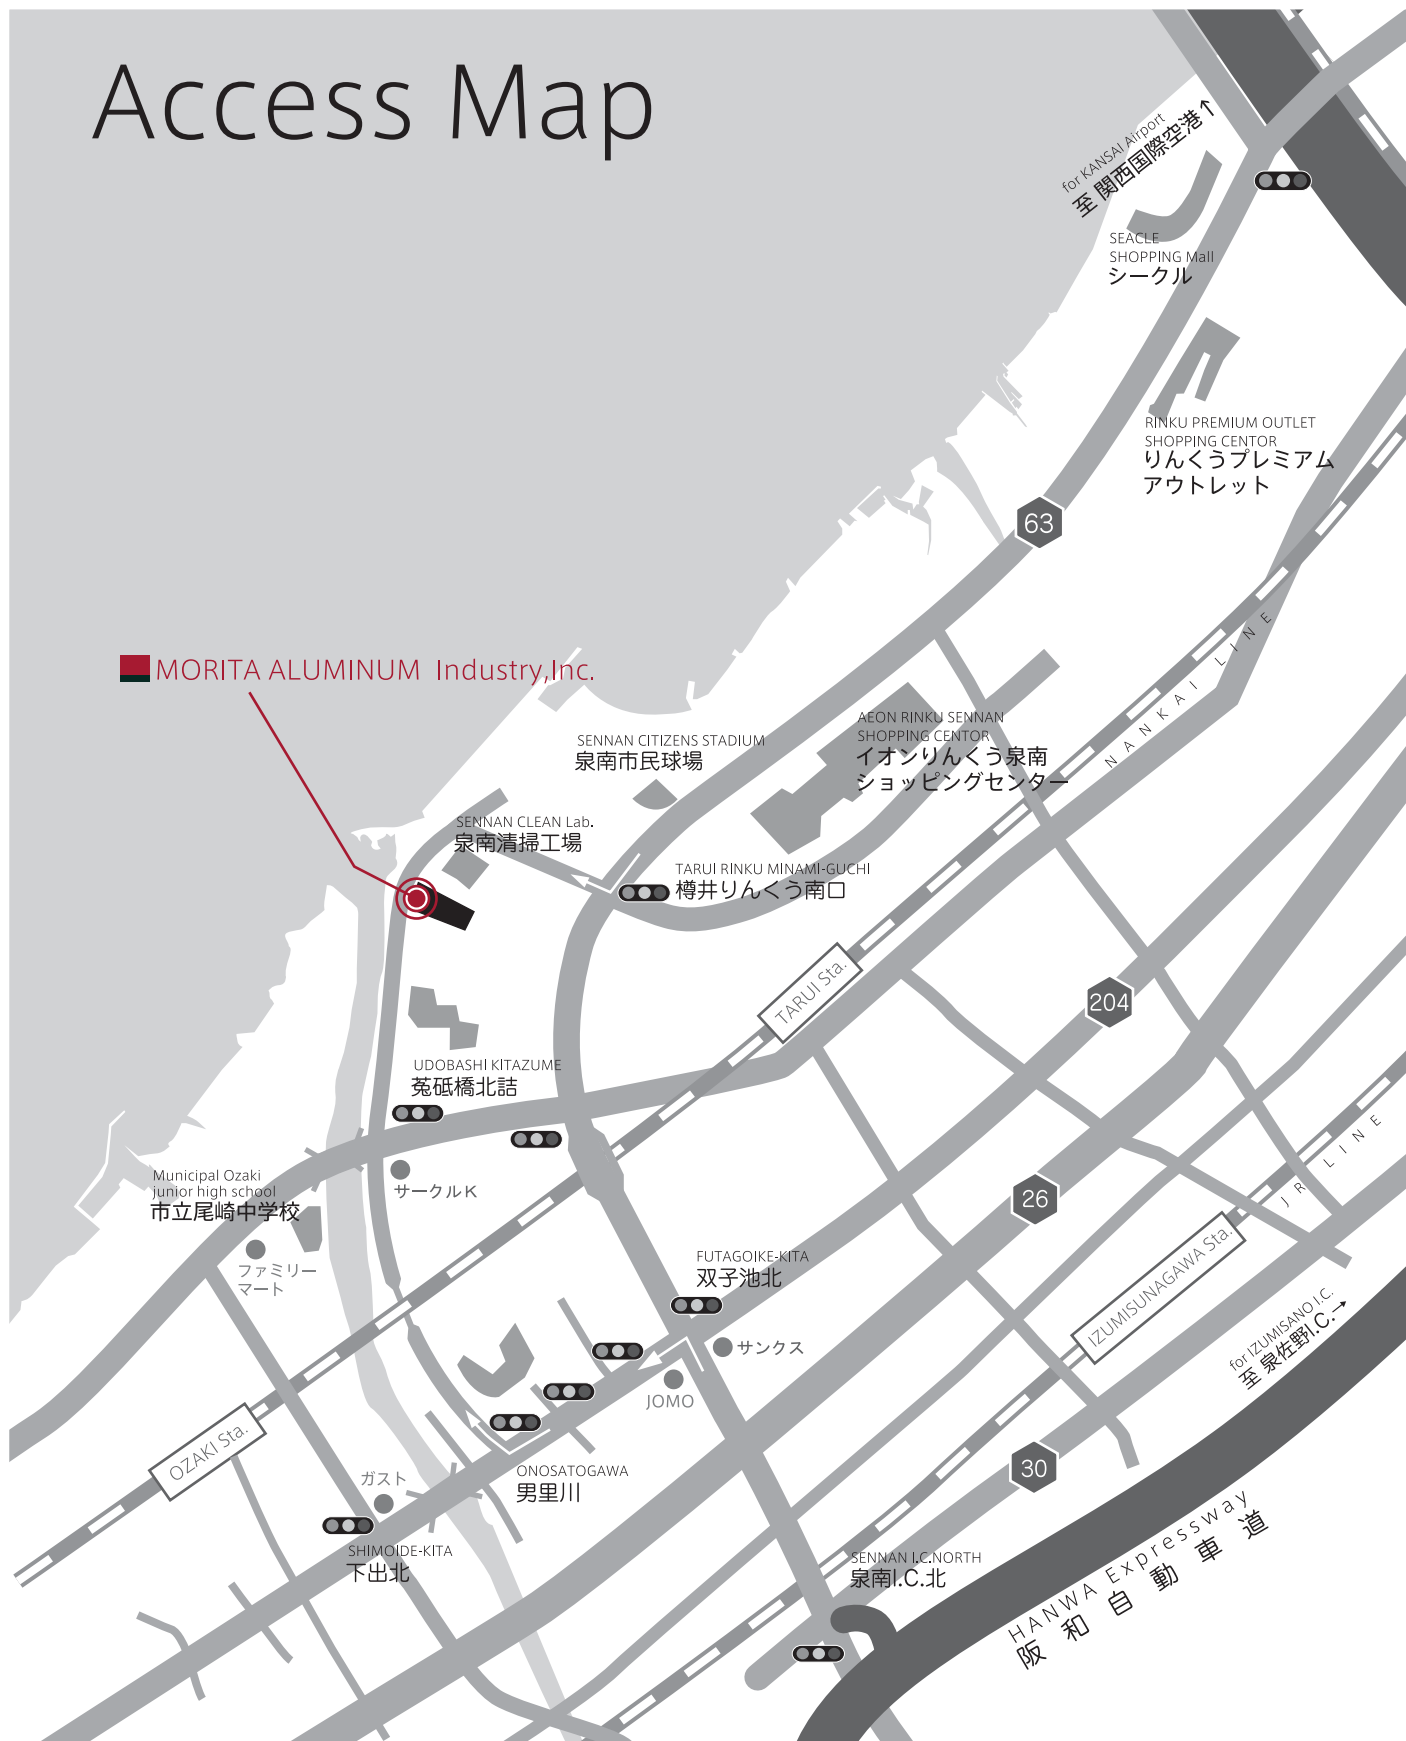 Access Map
for KANSAI Airport
至 関西国際空港↑
SEACLE
SHOPPING Mall
シークル
RINKU PREMIUM OUTLET
SHOPPING CENTOR
りんくうプレミアム
アウトレット
63
NANKAI LINE
MORITA ALUMINUM Industry,Inc.
SENNAN CITIZENS STADIUM
泉南市民球場
AEON RINKU SENNAN
SHOPPING CENTOR
イオンりんくう泉南
ショッピングセンター
SENNAN CLEAN Lab.
泉南清掃工場
TARUI RINKU MINAMI-GUCHI
樽井りんくう南口
TARUI Sta.
204
UDOBASHI KITAZUME
菟砥橋北詰
サークルK
Municipal Ozaki
junior high school
市立尾崎中学校
ファミリー
マート
26
JR LINE
IZUMISUNAGAWA Sta.
FUTAGOIKE-KITA
双子池北
サンクス
JOMO
for IZUMISANO I.C.
至 泉佐野I.C.→
OZAKI Sta.
ガスト
ONOSATOGAWA
男里川
30
SHIMOIDE-KITA
下出北
SENNAN I.C.NORTH
泉南I.C.北
HANWA Expressway
阪和自動車道